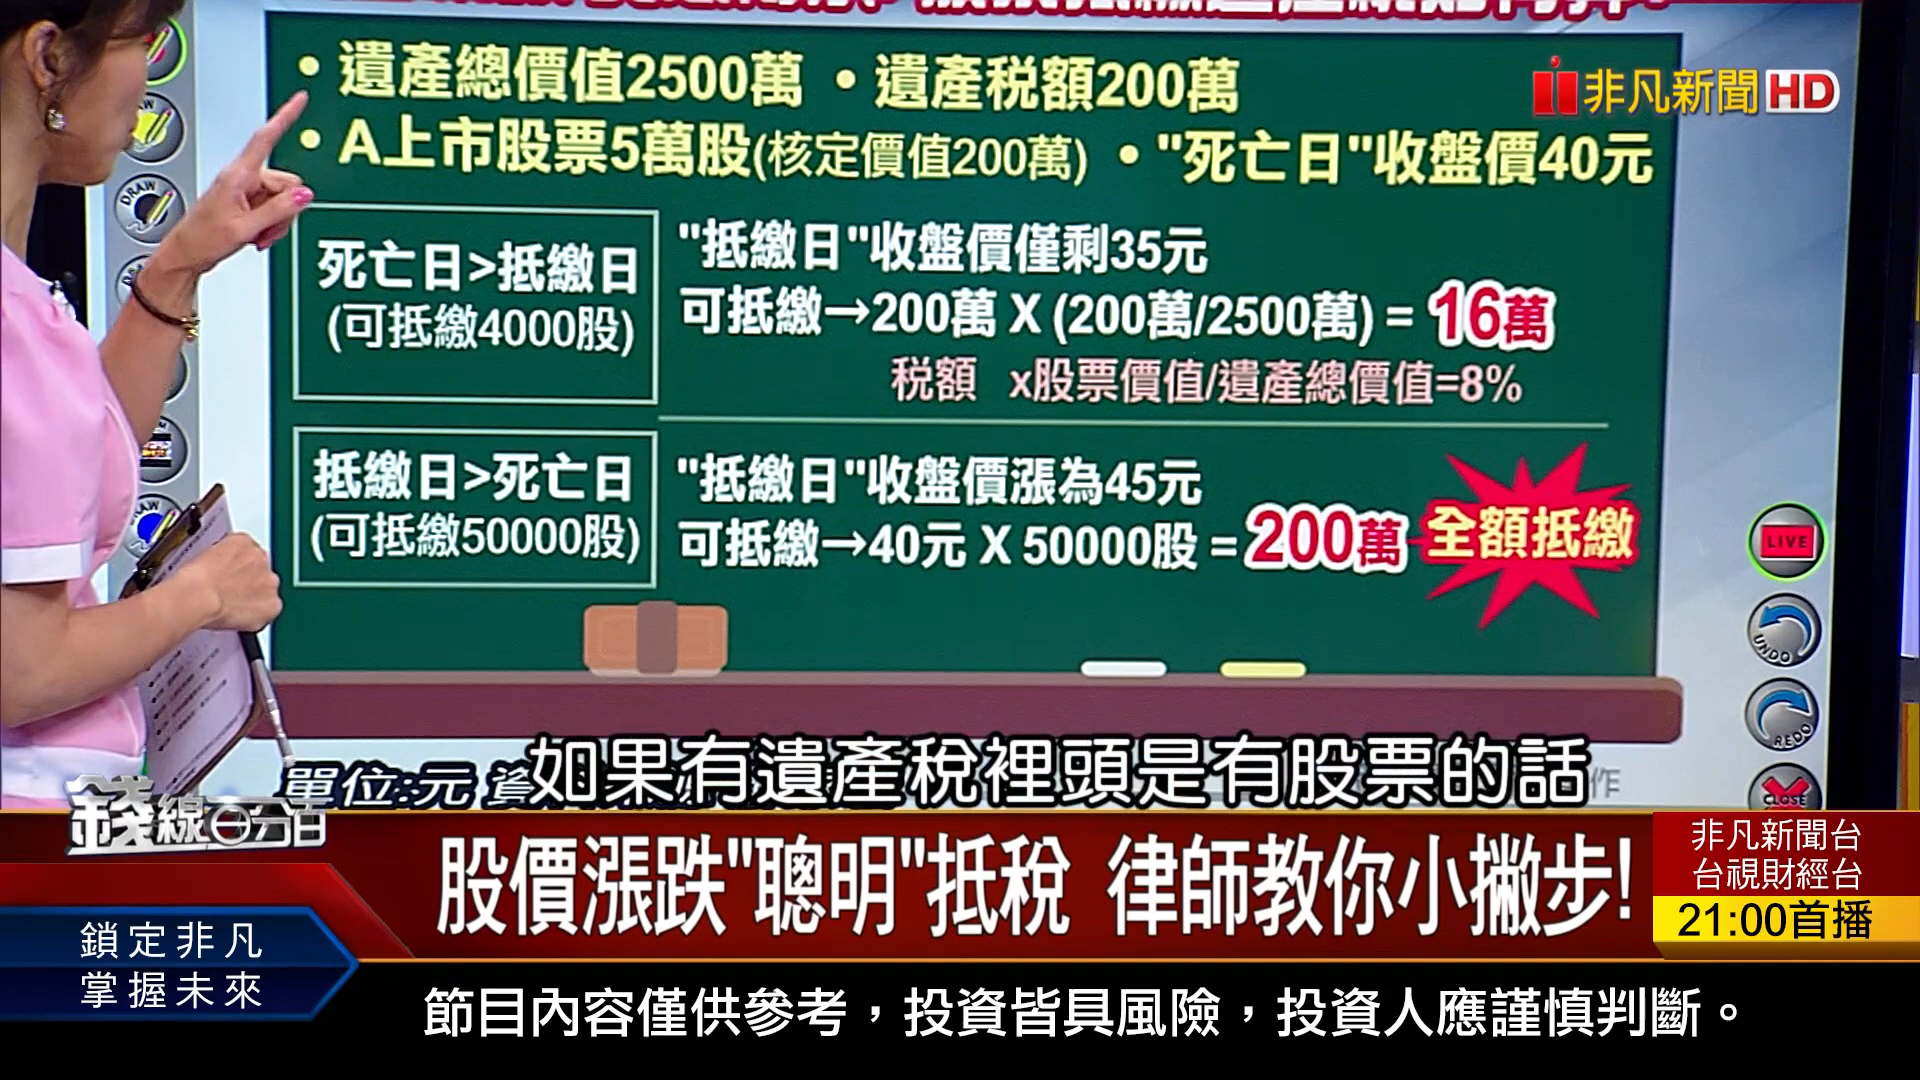 •遺產總價值2500萬 •遺產稅額200萬
•A上市股票5萬股(核定價值200萬) •"死亡日"收盤價40元
非凡新聞HD
死亡日>抵繳日
(可抵繳4000股)
"抵繳日"收盤價僅剩35元
可抵繳→200萬 X (200萬/2500萬) = 16萬
稅額 x股票價值/遺產總價值=8%
抵繳日>死亡日
(可抵繳50000股)
"抵繳日"收盤價漲為45元
可抵繳→40元 X 50000股 = 200萬 全額抵繳
DRAW
LIVE
UNDO
REDO
CLOSE
單位:元 資
作
如果有遺產稅裡頭是有股票的話
錢線百分百
股價漲跌"聰明"抵稅 律師教你小撇步!
非凡新聞台
台視財經台
21:00首播
鎖定非凡
掌握未來
節目內容僅供參考，投資皆具風險，投資人應謹慎判斷。